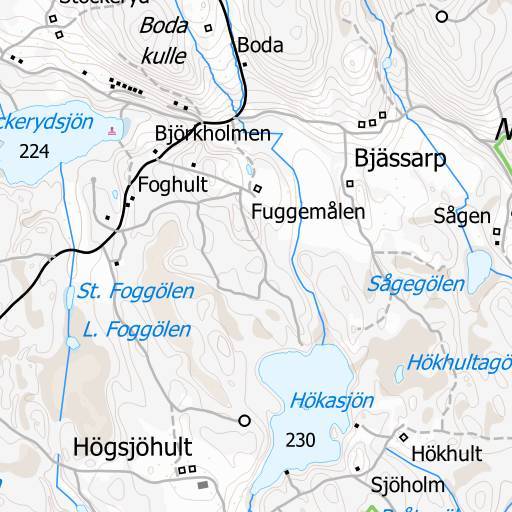 Boda
kulle
Boda
224
Björkholmen
Bjässarp
Foghult
Fuggemålen
Sågen
Sågegölen
St. Foggölen
L. Foggölen
Hökasjön
230
Högsjöhult
Hökhult
Sjöholm